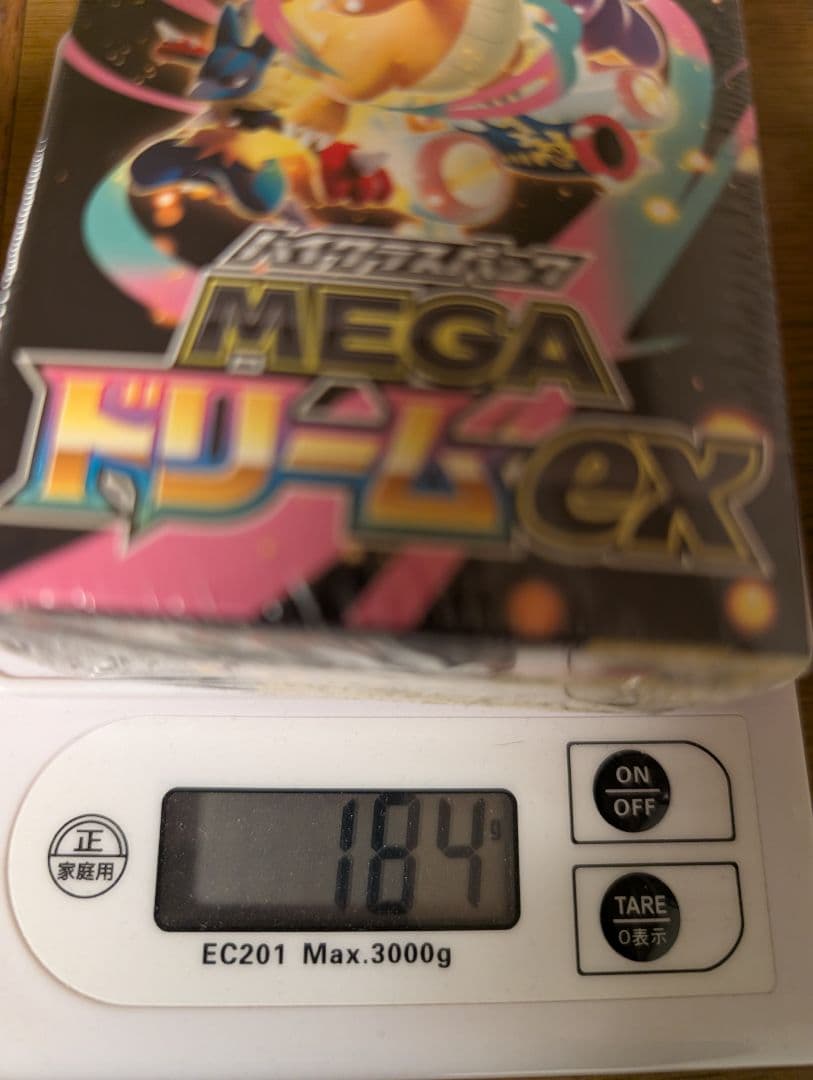 ハイクラスパック
MEGA
ドリームex
184g
ON
OFF
正
家庭用
TARE
0表示
EC201 Max.3000g